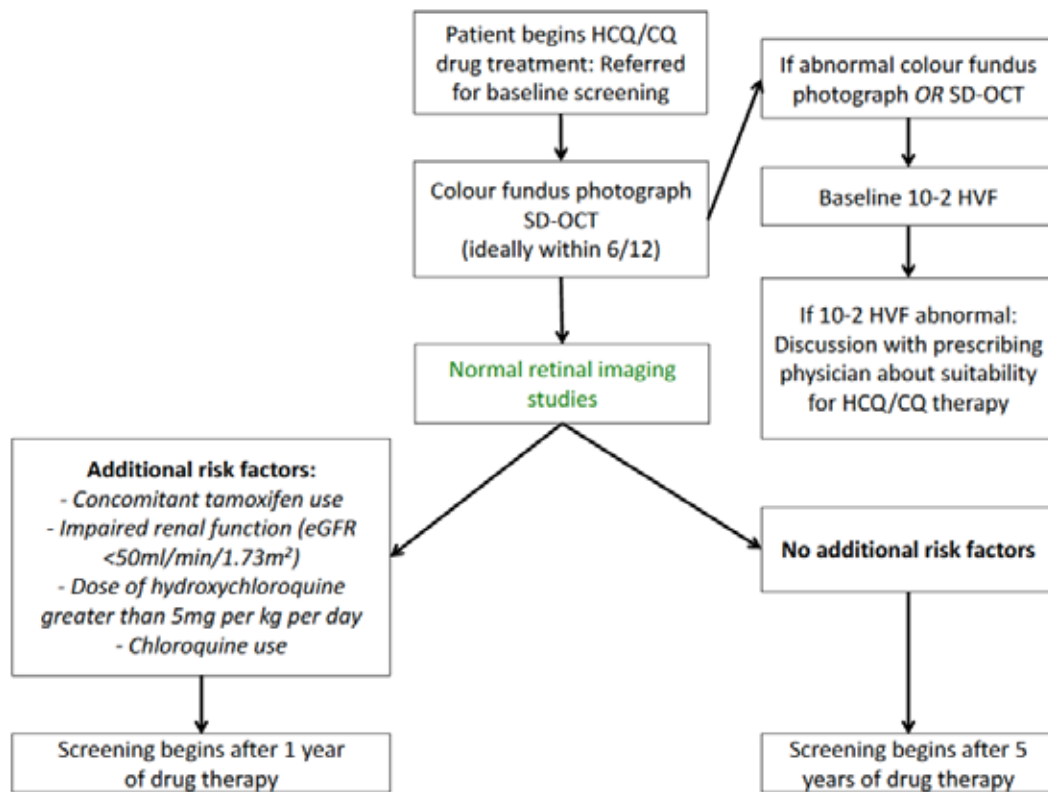 Patient begins HCQ/CQ
drug treatment: Referred
for baseline screening
If abnormal colour fundus
photograph OR SD-OCT
Colour fundus photograph
SD-OCT
(ideally within 6/12)
Baseline 10-2 HVF
If 10-2 HVF abnormal:
Discussion with prescribing
physician about suitability
for HCQ/CQ therapy
Normal retinal imaging
studies
Additional risk factors:
- Concomitant tamoxifen use
- Impaired renal function (eGFR
<50ml/min/1.73m²)
- Dose of hydroxychloroquine
greater than 5mg per kg per day
- Chloroquine use
No additional risk factors
Screening begins after 1 year
of drug therapy
Screening begins after 5
years of drug therapy